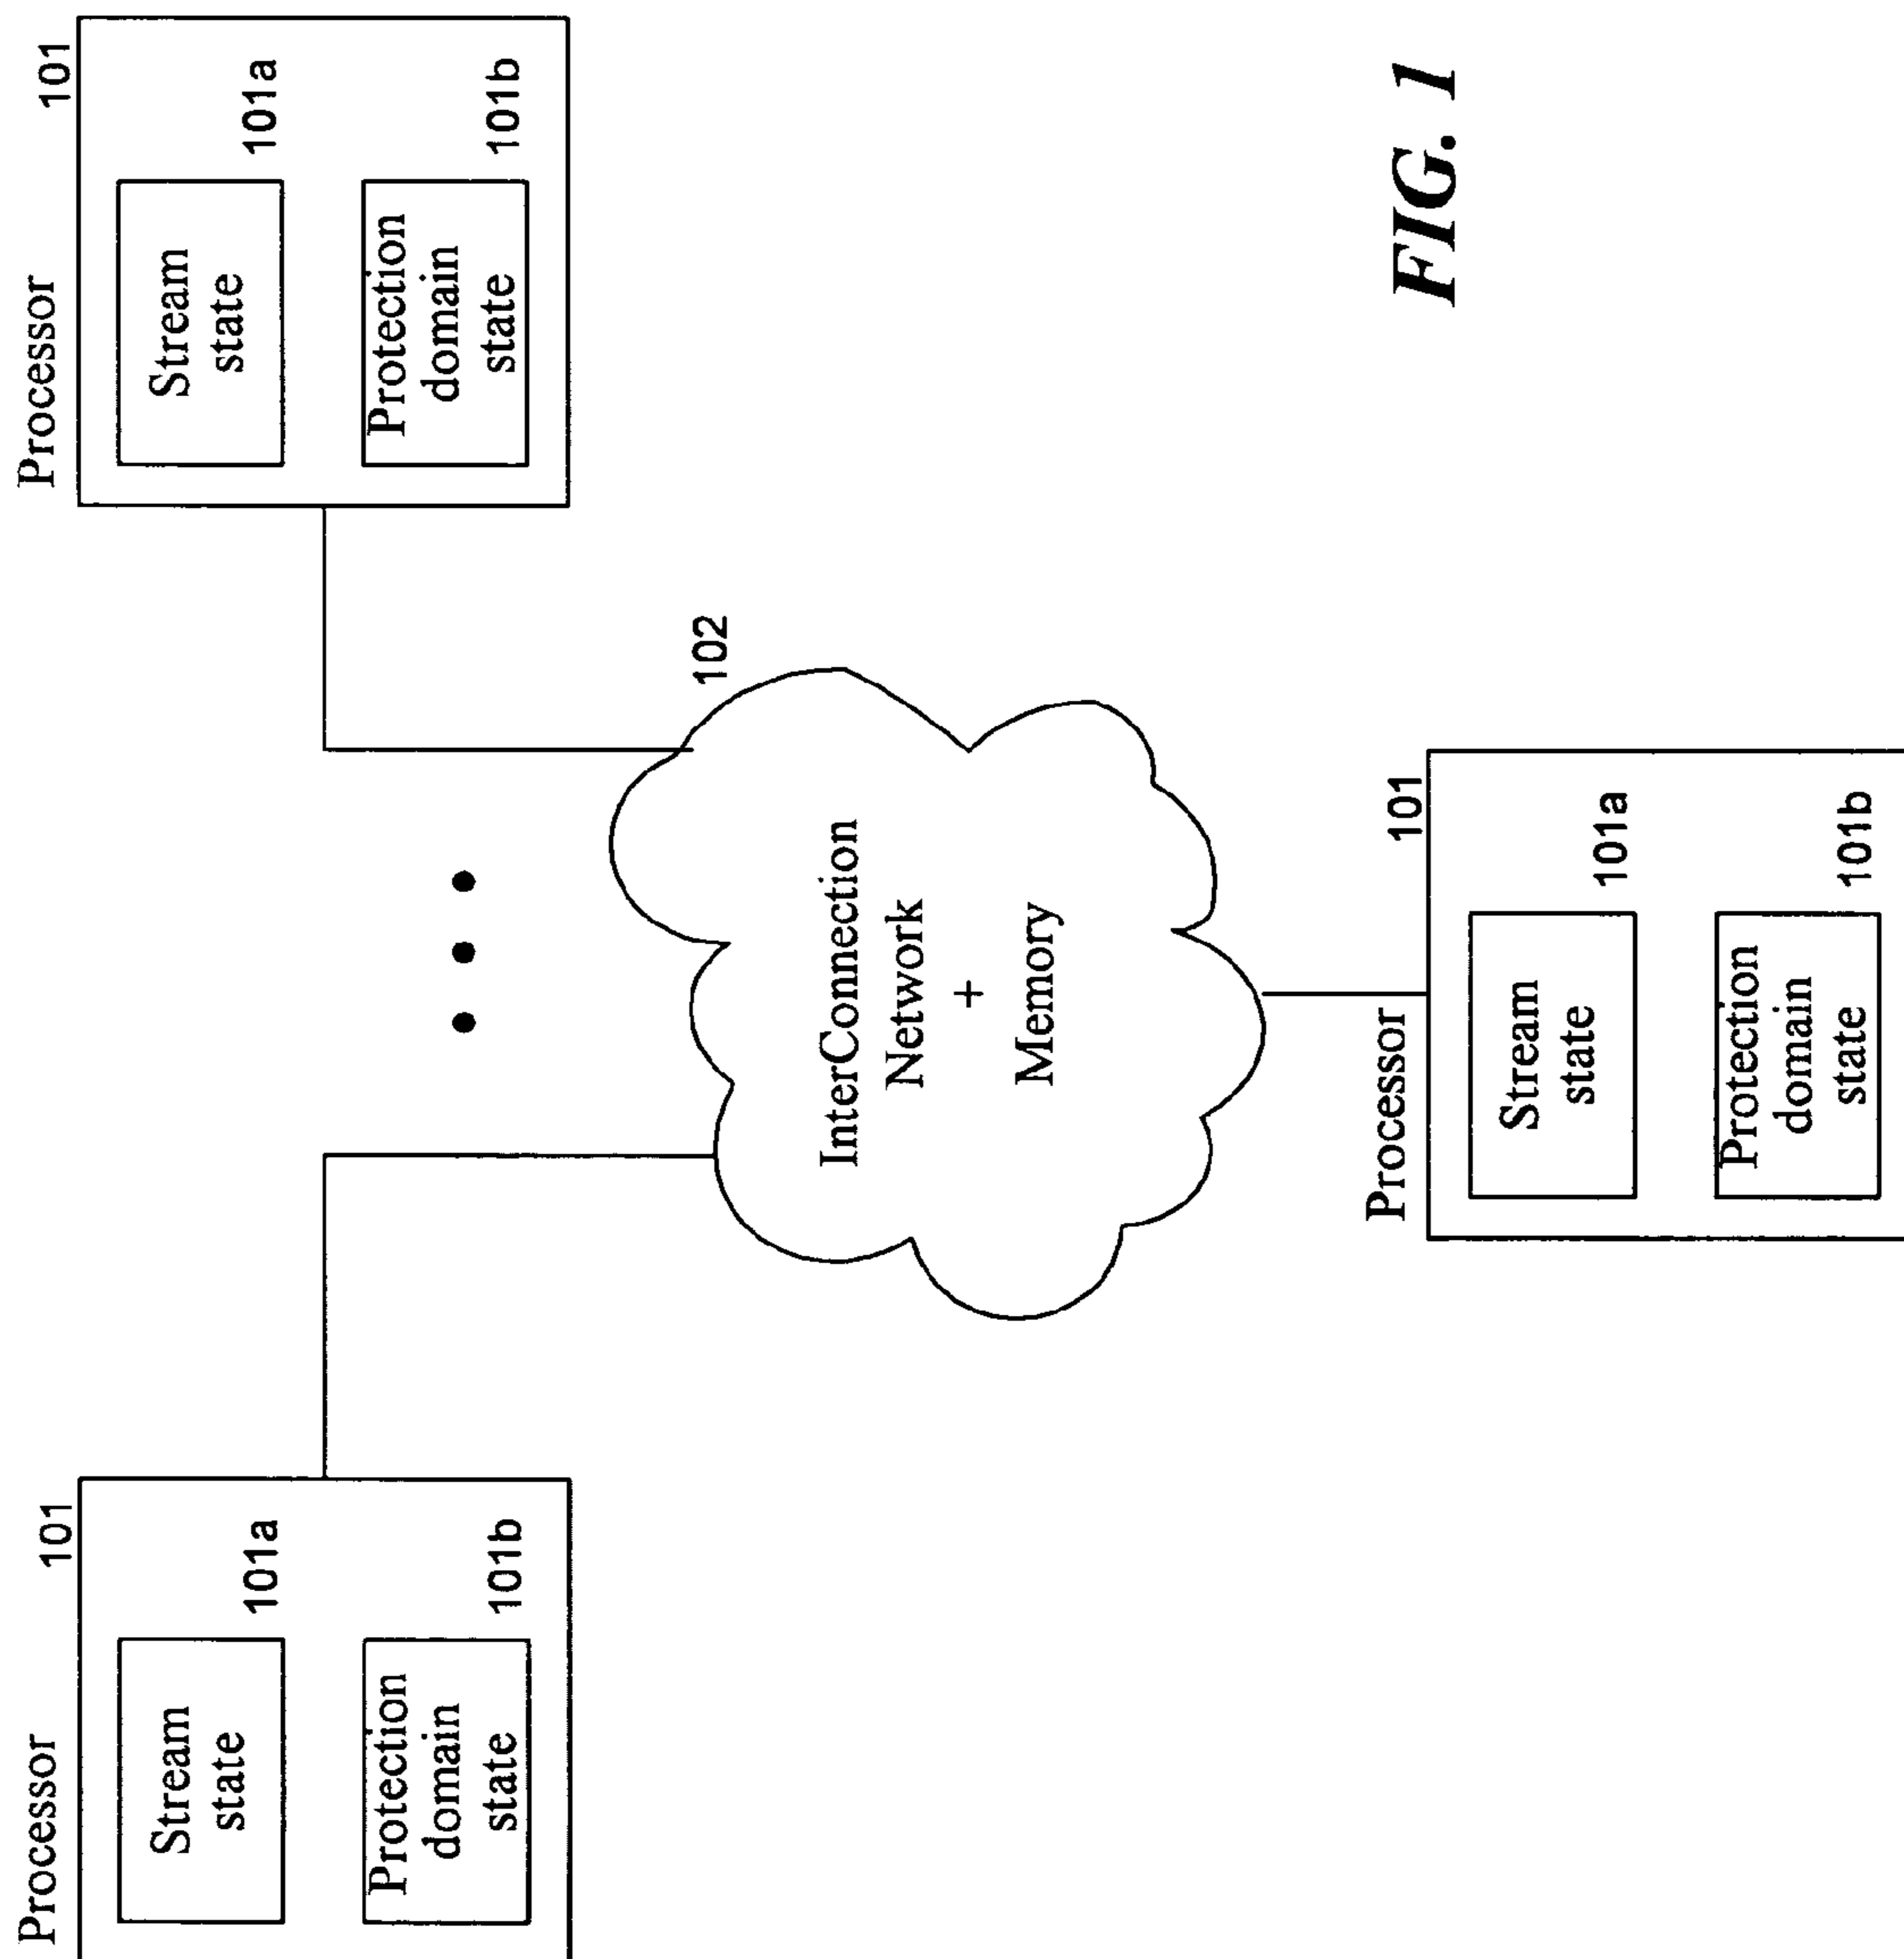 Processor
101
Stream
state
101a
Protection
domain
state
101b
Processor
101
Stream
state
101a
Protection
domain
state
101b
102
InterConnection
Network
+
Memory
Processor
101
Stream
state
101a
Protection
domain
state
101b
FIG. 1